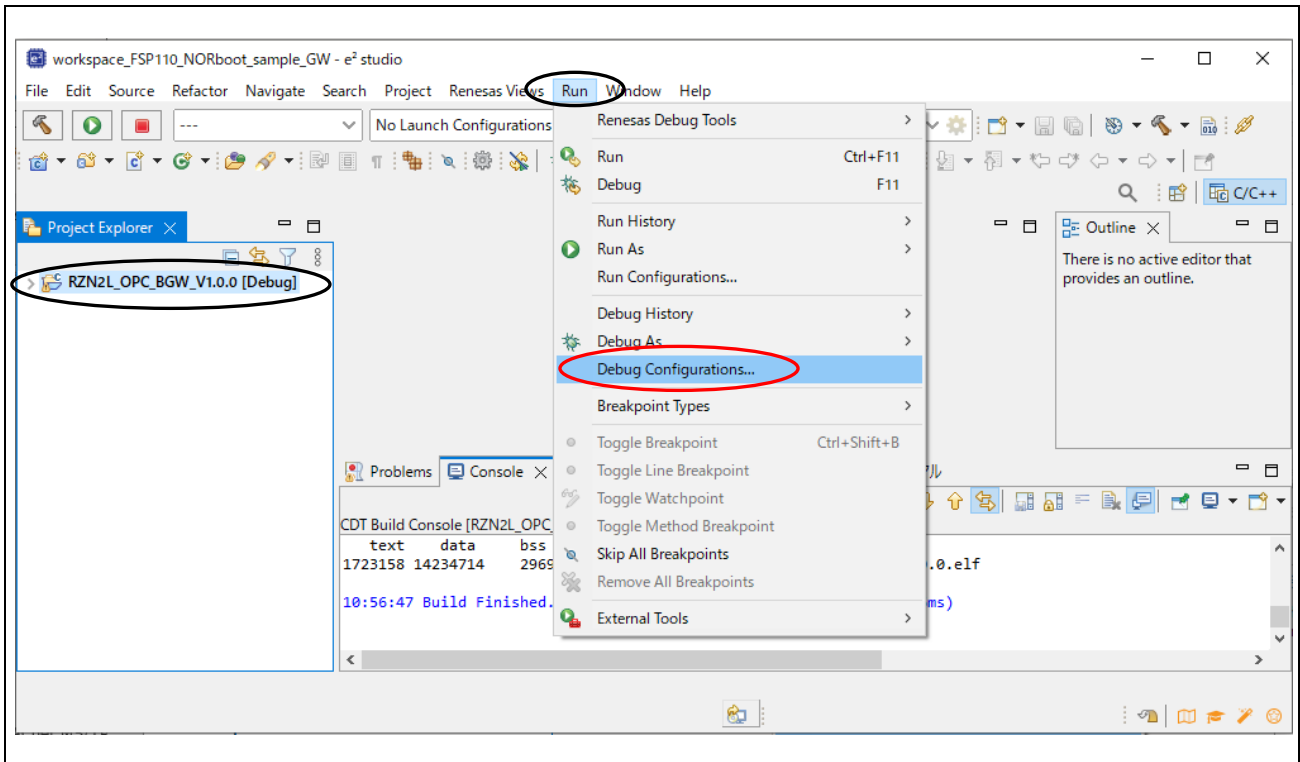 workspace_FSP110_NORboot_sample_GW - e² studio
File Edit Source Refactor Navigate Search Project Renesas Views Run Window Help
---
No Launch Configurations
Renesas Debug Tools
Run Ctrl+F11
Debug F11
Run History
Run As
Run Configurations...
Debug History
Debug As
Debug Configurations...
Breakpoint Types
Toggle Breakpoint Ctrl+Shift+B
Toggle Line Breakpoint
Toggle Watchpoint
Toggle Method Breakpoint
Skip All Breakpoints
Remove All Breakpoints
External Tools
010
C/C++
Project Explorer
RZN2L_OPC_BGW_V1.0.0 [Debug]
Outline
There is no active editor that
provides an outline.
Problems Console
CDT Build Console [RZN2L_OPC_
text data bss
1723158 14234714 2969 .0.elf
10:56:47 Build Finished. ms)